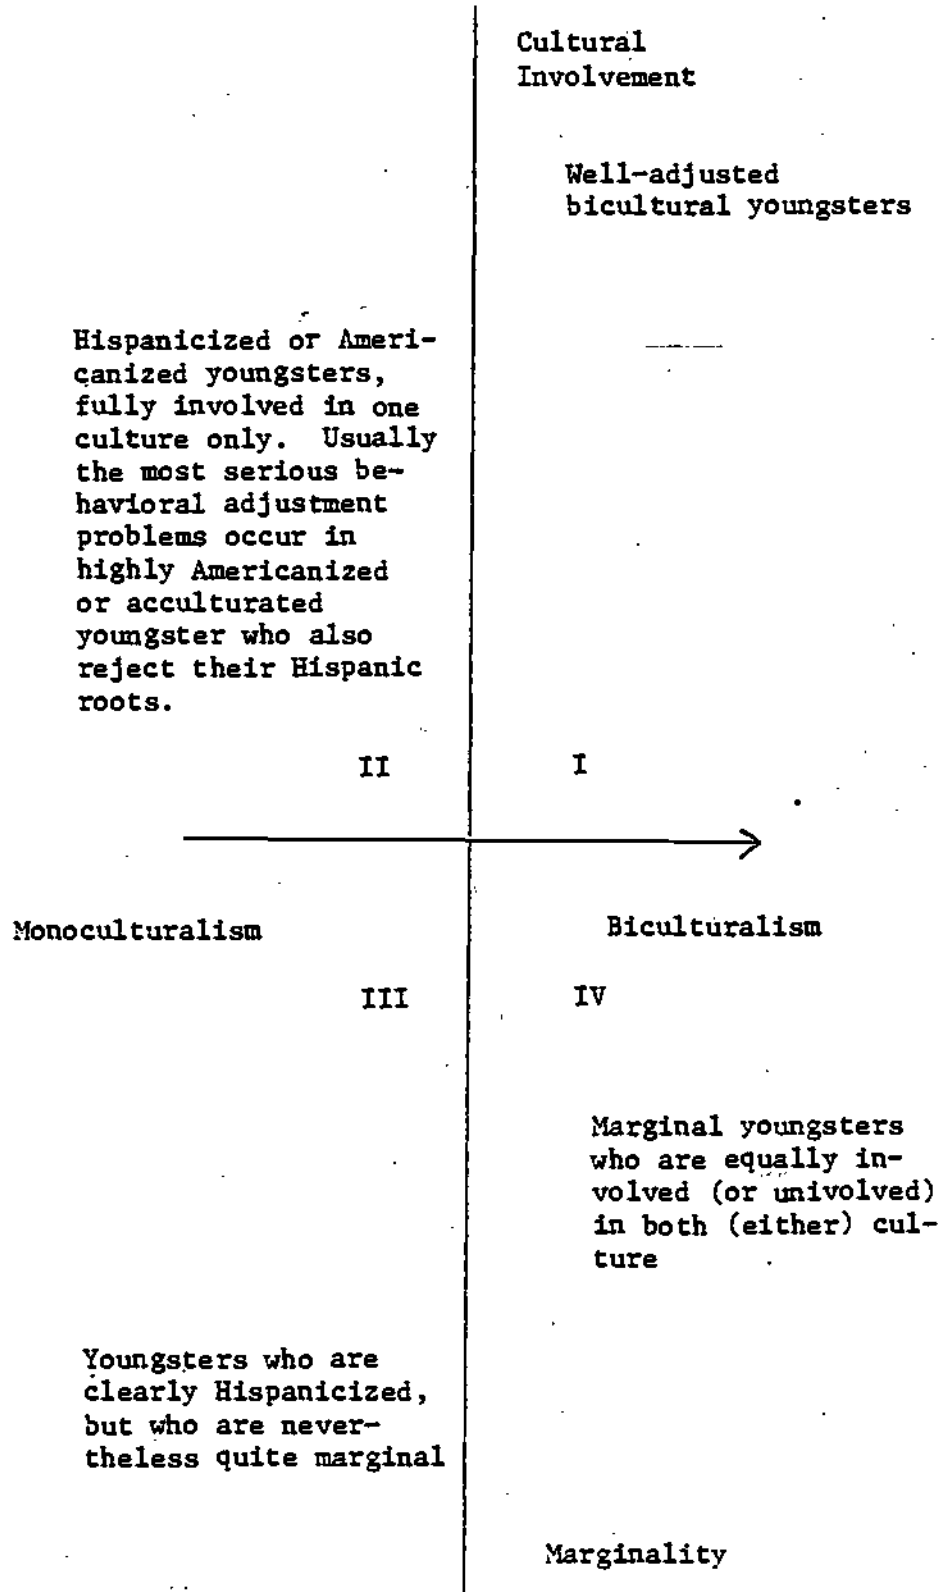 Cultural
Involvement
Well-adjusted
bicultural youngsters
Hispanicized or Ameri-
canized youngsters,
fully involved in one
culture only. Usually
the most serious be-
havioral adjustment
problems occur in
highly Americanized
or acculturated
youngster who also
reject their Hispanic
roots.
II
I
Monoculturalism
Biculturalism
III
IV
Marginal youngsters
who are equally in-
volved (or univolved)
in both (either) cul-
ture
Youngsters who are
clearly Hispanicized,
but who are never-
theless quite marginal
Marginality